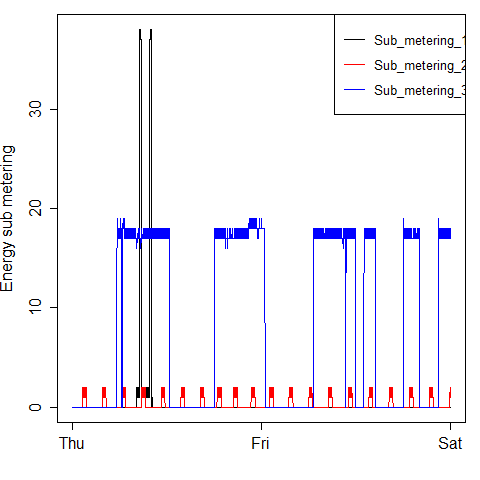 Sub_metering_1
Sub_metering_2
Sub_metering_3
Energy sub metering
30
20
10
0
Thu
Fri
Sat